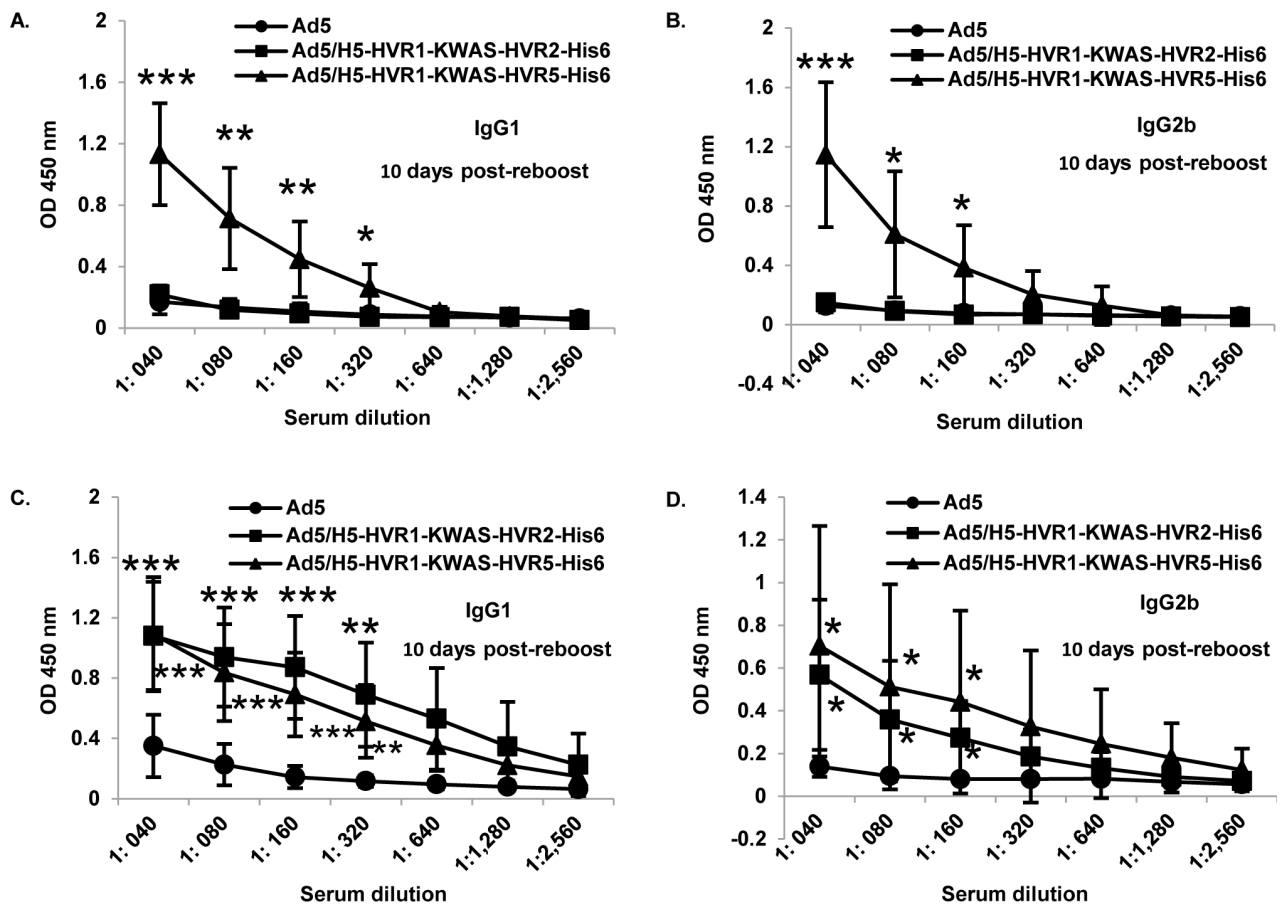 A.
Ad5
Ad5/H5-HVR1-KWAS-HVR2-His6
Ad5/H5-HVR1-KWAS-HVR5-His6
2
1.6
1.2
0.8
0.4
0
OD 450 nm
***
**
**
*
IgG1
10 days post-reboost
1: 040
1: 080
1: 160
1: 320
1: 640
1:1,280
1:2,560
Serum dilution
B.
Ad5
Ad5/H5-HVR1-KWAS-HVR2-His6
Ad5/H5-HVR1-KWAS-HVR5-His6
2
1.6
1.2
0.8
0.4
0
-0.4
OD 450 nm
***
*
*
IgG2b
10 days post-reboost
1: 040
1: 080
1: 160
1: 320
1: 640
1:1,280
1:2,560
Serum dilution
C.
Ad5
Ad5/H5-HVR1-KWAS-HVR2-His6
Ad5/H5-HVR1-KWAS-HVR5-His6
2
1.6
1.2
0.8
0.4
0
OD 450 nm
***
***
***
**
IgG1
10 days post-reboost
***
***
***
**
1: 040
1: 080
1: 160
1: 320
1: 640
1:1,280
1:2,560
Serum dilution
D.
Ad5
Ad5/H5-HVR1-KWAS-HVR2-His6
Ad5/H5-HVR1-KWAS-HVR5-His6
1.4
1.2
1
0.8
0.6
0.4
0.2
0
-0.2
OD 450 nm
IgG2b
10 days post-reboost
*
*
*
*
*
*
1: 040
1: 080
1: 160
1: 320
1: 640
1:1,280
1:2,560
Serum dilution